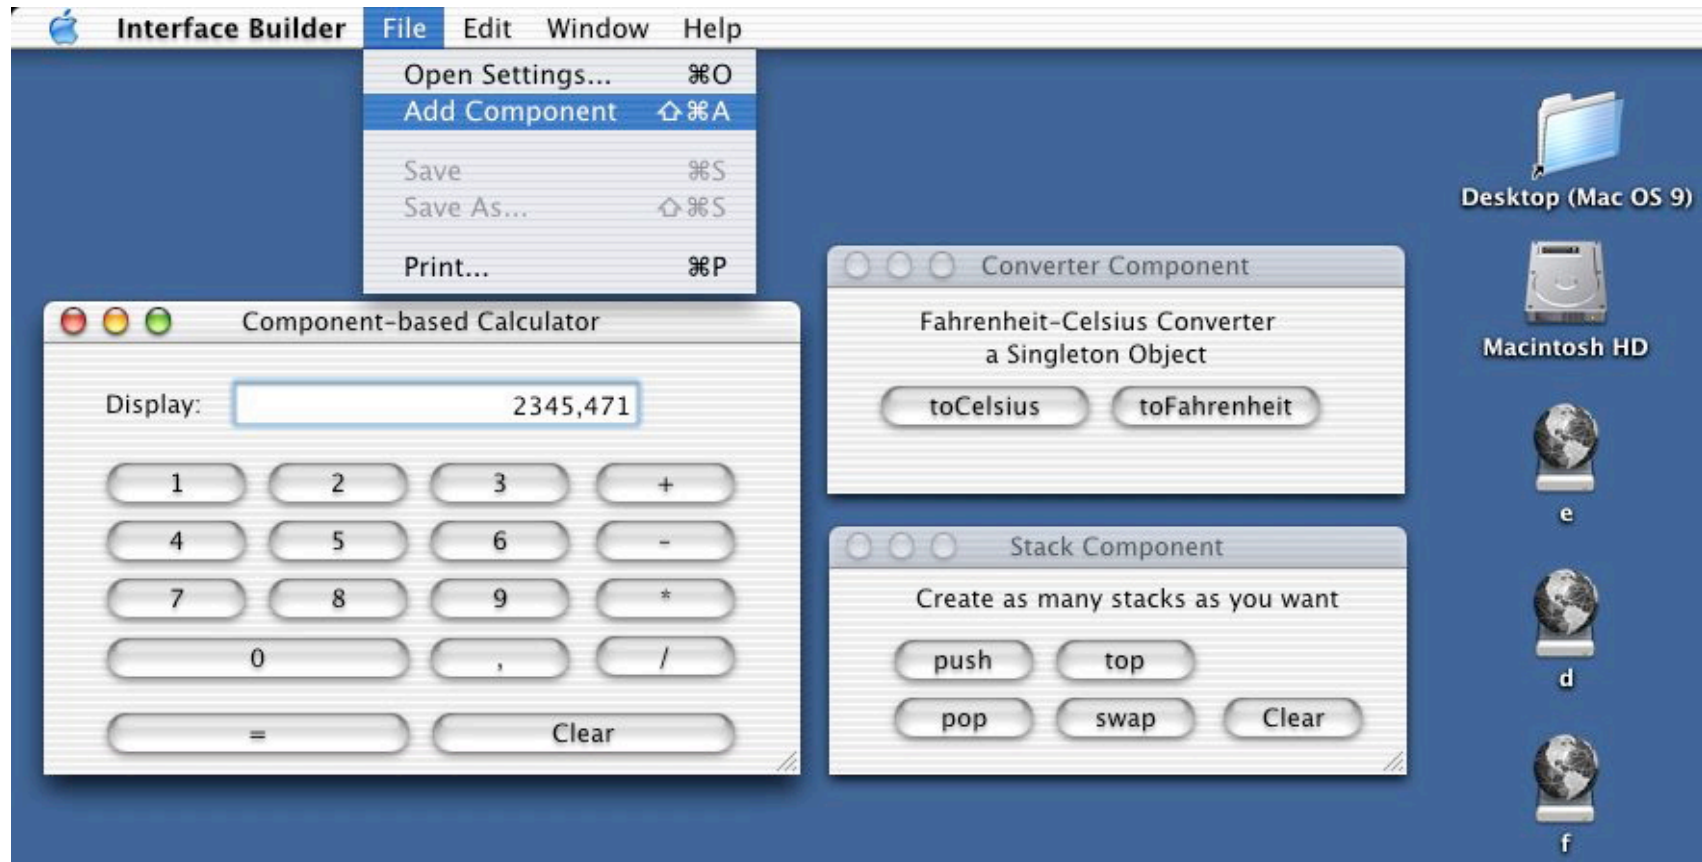 Interface Builder File Edit Window Help
Open Settings... ⌘O
Add Component ⇧⌘A
Save ⌘S
Save As... ⇧⌘S
Print... ⌘P
Component-based Calculator
Display: 2345,471
1 2 3 +
4 5 6 -
7 8 9 *
0 , /
= Clear
Converter Component
Fahrenheit-Celsius Converter
a Singleton Object
toCelsius toFahrenheit
Stack Component
Create as many stacks as you want
push top
pop swap Clear
Desktop (Mac OS 9)
Macintosh HD
e
d
f